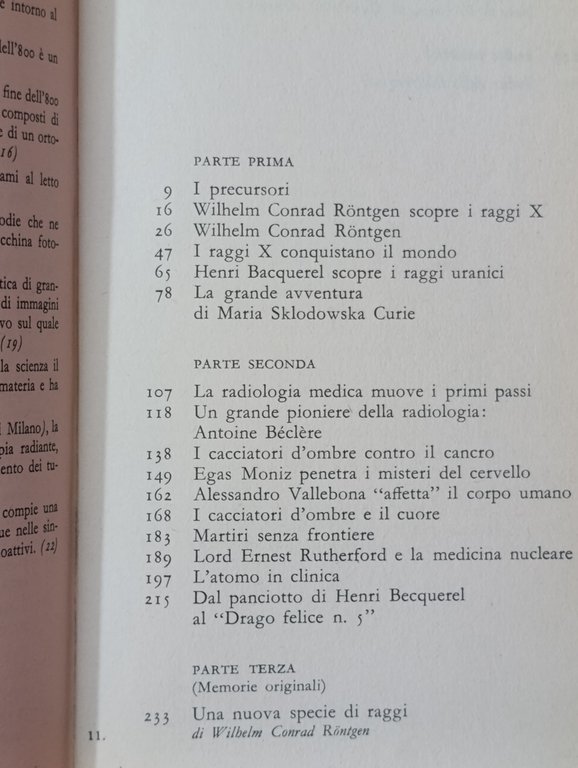 e intorno al
dell'800 è un
fine dell'800
composti di
e di un orto-
16)
ami al letto
odie che ne
cchina foto-
tica di gran-
di immagini
vo sul quale
(19)
la scienza il
materia e ha
i Milano), la
pia radiante,
ento dei tu-
compie una
ue nelle sin-
oattivi. (22)
PARTE PRIMA
9 I precursori
16 Wilhelm Conrad Röntgen scopre i raggi X
26 Wilhelm Conrad Röntgen
47 I raggi X conquistano il mondo
65 Henri Bacquerel scopre i raggi uranici
78 La grande avventura
di Maria Sklodowska Curie
PARTE SECONDA
107 La radiologia medica muove i primi passi
118 Un grande pioniere della radiologia:
Antoine Béclère
138 I cacciatori d'ombre contro il cancro
149 Egas Moniz penetra i misteri del cervello
162 Alessandro Vallebona "affetta" il corpo umano
168 I cacciatori d'ombre e il cuore
183 Martiri senza frontiere
189 Lord Ernest Rutherford e la medicina nucleare
197 L'atomo in clinica
215 Dal panciotto di Henri Becquerel
al "Drago felice n. 5"
PARTE TERZA
(Memorie originali)
233 Una nuova specie di raggi
di Wilhelm Conrad Röntgen
11.